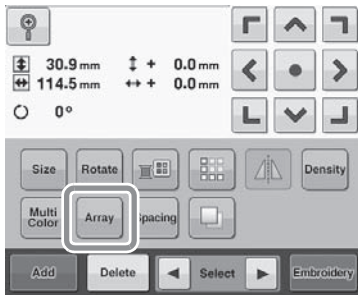 30.9 mm + 0.0 mm
114.5 mm + 0.0 mm
0°
Size Rotate Density
Multi Color Array Spacing
Add Delete Select Embroidery